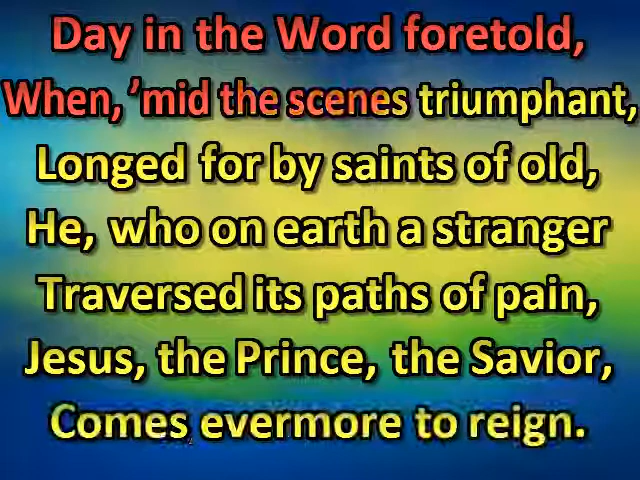 Day in the Word foretold,
When, ’mid the scenes triumphant,
Longed for by saints of old,
He, who on earth a stranger
Traversed its paths of pain,
Jesus, the Prince, the Savior,
Comes evermore to reign.